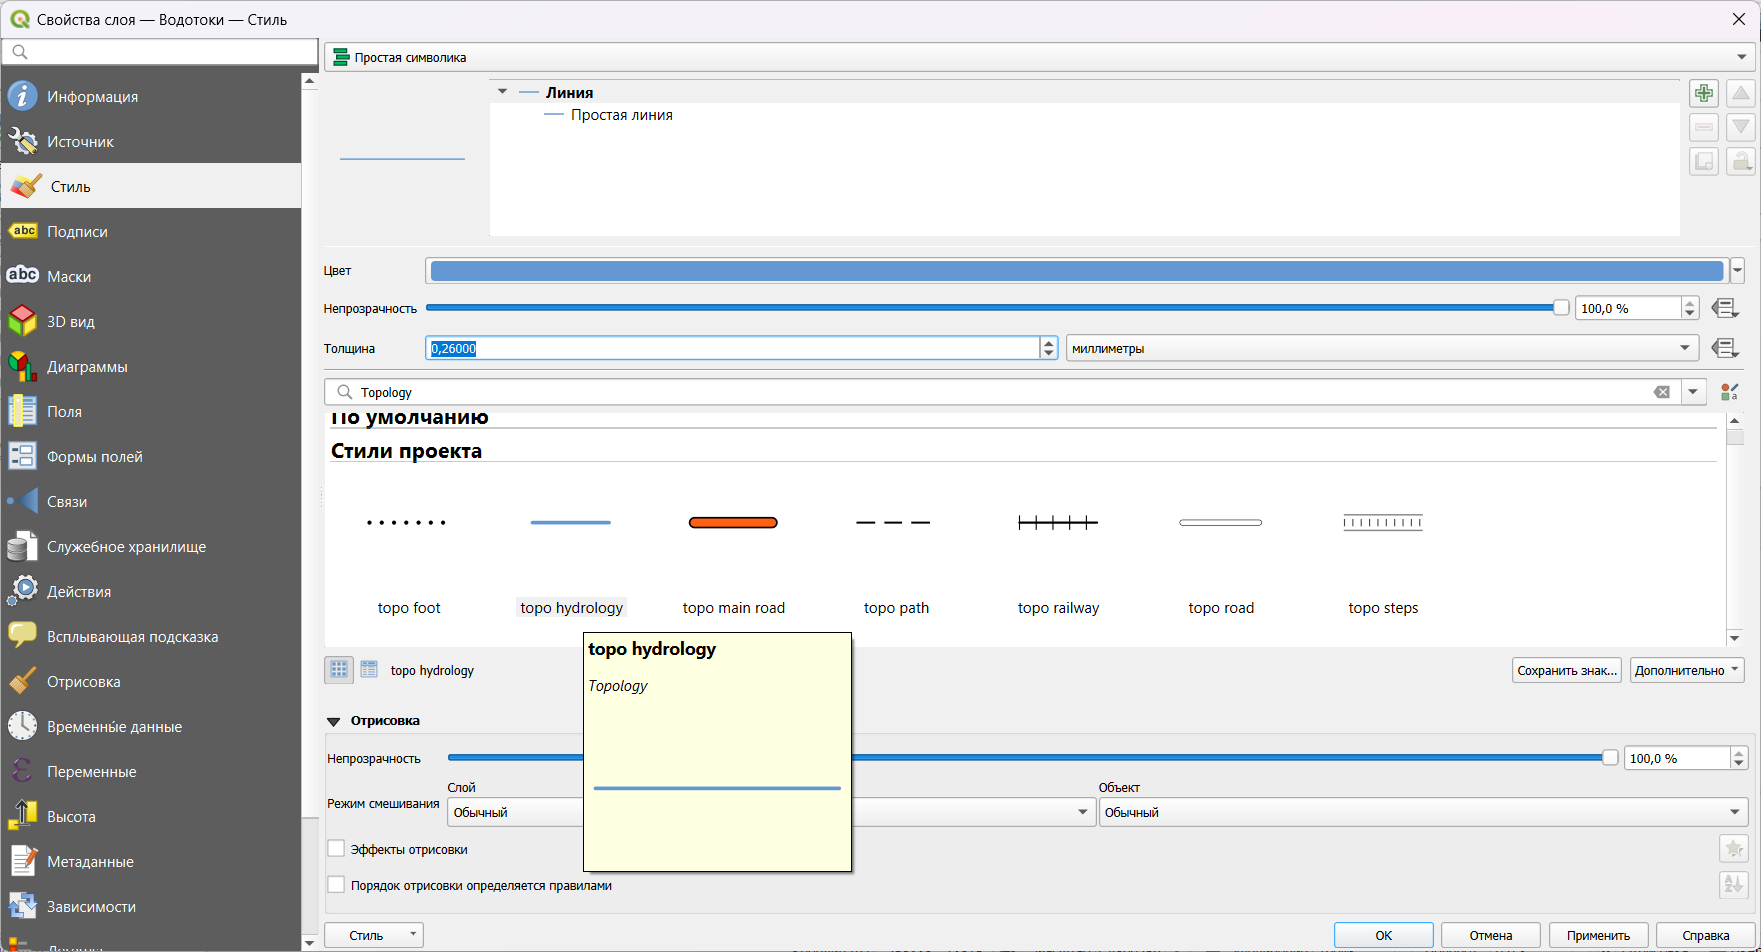 Свойства слоя — Водотоки — Стиль
Простая символика
Информация
Источник
Стиль
Подписи
Маски
3D вид
Диаграммы
Поля
Формы полей
Связи
Служебное хранилище
Действия
Всплывающая подсказка
Отрисовка
Временны́е данные
Переменные
Высота
Метаданные
Зависимости
Линия
Простая линия
Цвет
Непрозрачность
100,0 %
Толщина
0,26000
миллиметры
Topology
По умолчанию
Стили проекта
topo foot
topo hydrology
topo main road
topo path
topo railway
topo road
topo steps
topo hydrology
Сохранить знак...
Дополнительно
topo hydrology
Topology
Отрисовка
Непрозрачность
100,0 %
Режим смешивания
Слой
Обычный
Объект
Обычный
Эффекты отрисовки
Порядок отрисовки определяется правилами
Стиль
OK
Отмена
Применить
Справка